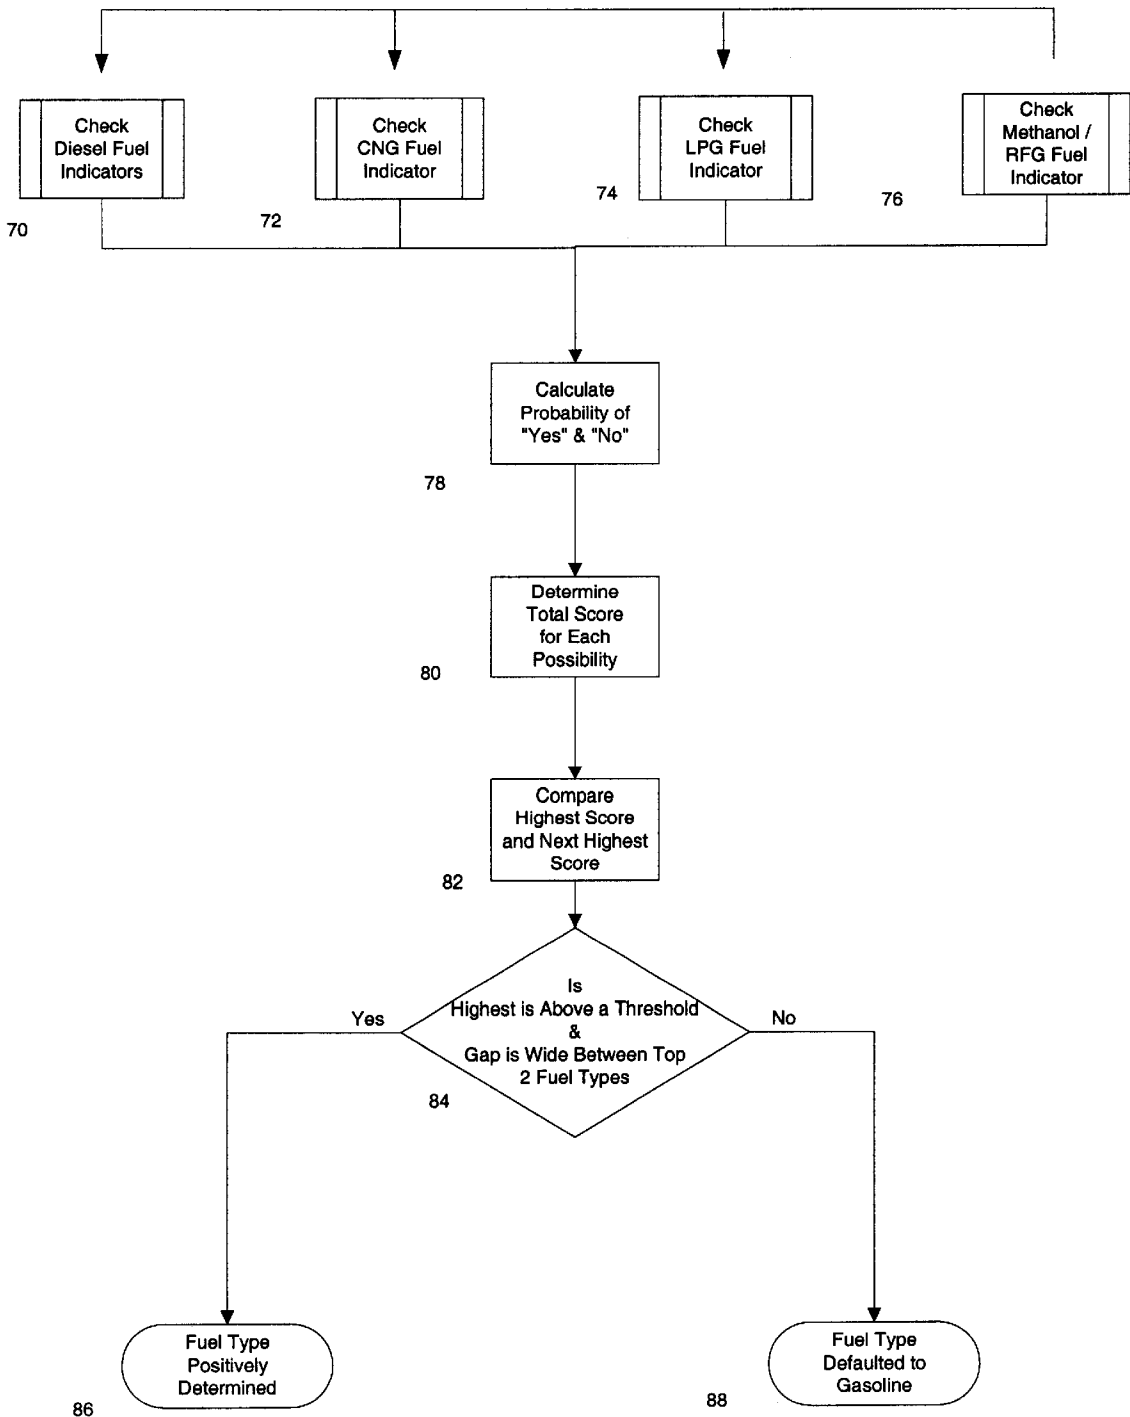 Check
Diesel Fuel
Indicators
70
Check
CNG Fuel
Indicator
72
Check
LPG Fuel
Indicator
74
Check
Methanol /
RFG Fuel
Indicator
76
Calculate
Probability of
"Yes" & "No"
78
Determine
Total Score
for Each
Possibility
80
Compare
Highest Score
and Next Highest
Score
82
Is
Highest is Above a Threshold
&
Gap is Wide Between Top
2 Fuel Types
84
Yes
No
Fuel Type
Positively
Determined
86
Fuel Type
Defaulted to
Gasoline
88